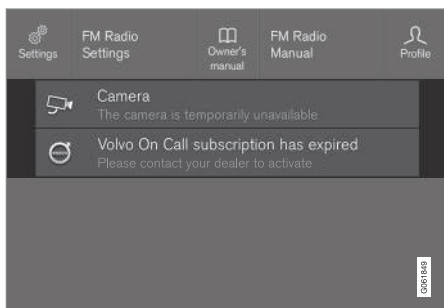 Settings
FM Radio
Settings
Owner's
manual
FM Radio
Manual
Profile
Camera
The camera is temporarily unavailable
Volvo On Call subscription has expired
Please contact your dealer to activate
G061849